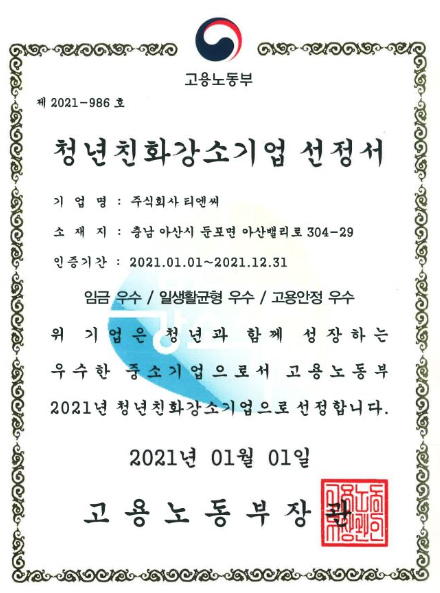 고용노동부
제 2021-986 호
청년친화강소기업 선정서
기 업 명 : 주식회사 티엔씨
소 재 지 : 충남 아산시 둔포면 아산밸리로 304-29
인증기간 : 2021.01.01~2021.12.31
임금 우수 / 일생활균형 우수 / 고용안정 우수
위 기업은 청년과 함께 성장하는
우수한 중소기업으로서 고용노동부
2021년 청년친화강소기업으로 선정합니다.
2021년 01월 01일
고용노동부장관